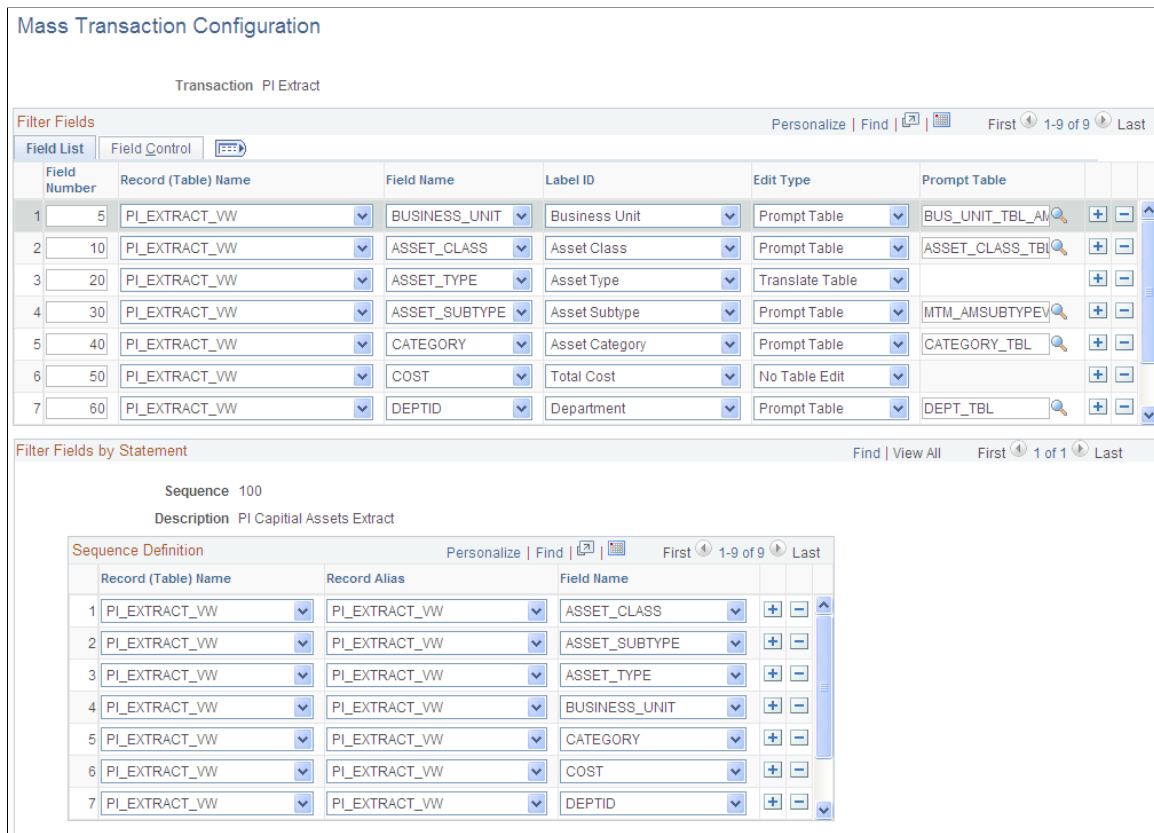 Mass Transaction Configuration
Transaction PI Extract
Filter Fields Personalize | Find | | First 1-9 of 9 Last
Field List Field Control
Field Number Record (Table) Name Field Name Label ID Edit Type Prompt Table
1 5 PI_EXTRACT_VW BUSINESS_UNIT Business Unit Prompt Table BUS_UNIT_TBL_AM
2 10 PI_EXTRACT_VW ASSET_CLASS Asset Class Prompt Table ASSET_CLASS_TBL
3 20 PI_EXTRACT_VW ASSET_TYPE Asset Type Translate Table
4 30 PI_EXTRACT_VW ASSET_SUBTYPE Asset Subtype Prompt Table MTM_AMSUBTYPEV
5 40 PI_EXTRACT_VW CATEGORY Asset Category Prompt Table CATEGORY_TBL
6 50 PI_EXTRACT_VW COST Total Cost No Table Edit
7 60 PI_EXTRACT_VW DEPTID Department Prompt Table DEPT_TBL
Filter Fields by Statement Find | View All First 1 of 1 Last
Sequence 100
Description PI Capitial Assets Extract
Sequence Definition Personalize | Find | | First 1-9 of 9 Last
Record (Table) Name Record Alias Field Name
1 PI_EXTRACT_VW PI_EXTRACT_VW ASSET_CLASS
2 PI_EXTRACT_VW PI_EXTRACT_VW ASSET_SUBTYPE
3 PI_EXTRACT_VW PI_EXTRACT_VW ASSET_TYPE
4 PI_EXTRACT_VW PI_EXTRACT_VW BUSINESS_UNIT
5 PI_EXTRACT_VW PI_EXTRACT_VW CATEGORY
6 PI_EXTRACT_VW PI_EXTRACT_VW COST
7 PI_EXTRACT_VW PI_EXTRACT_VW DEPTID